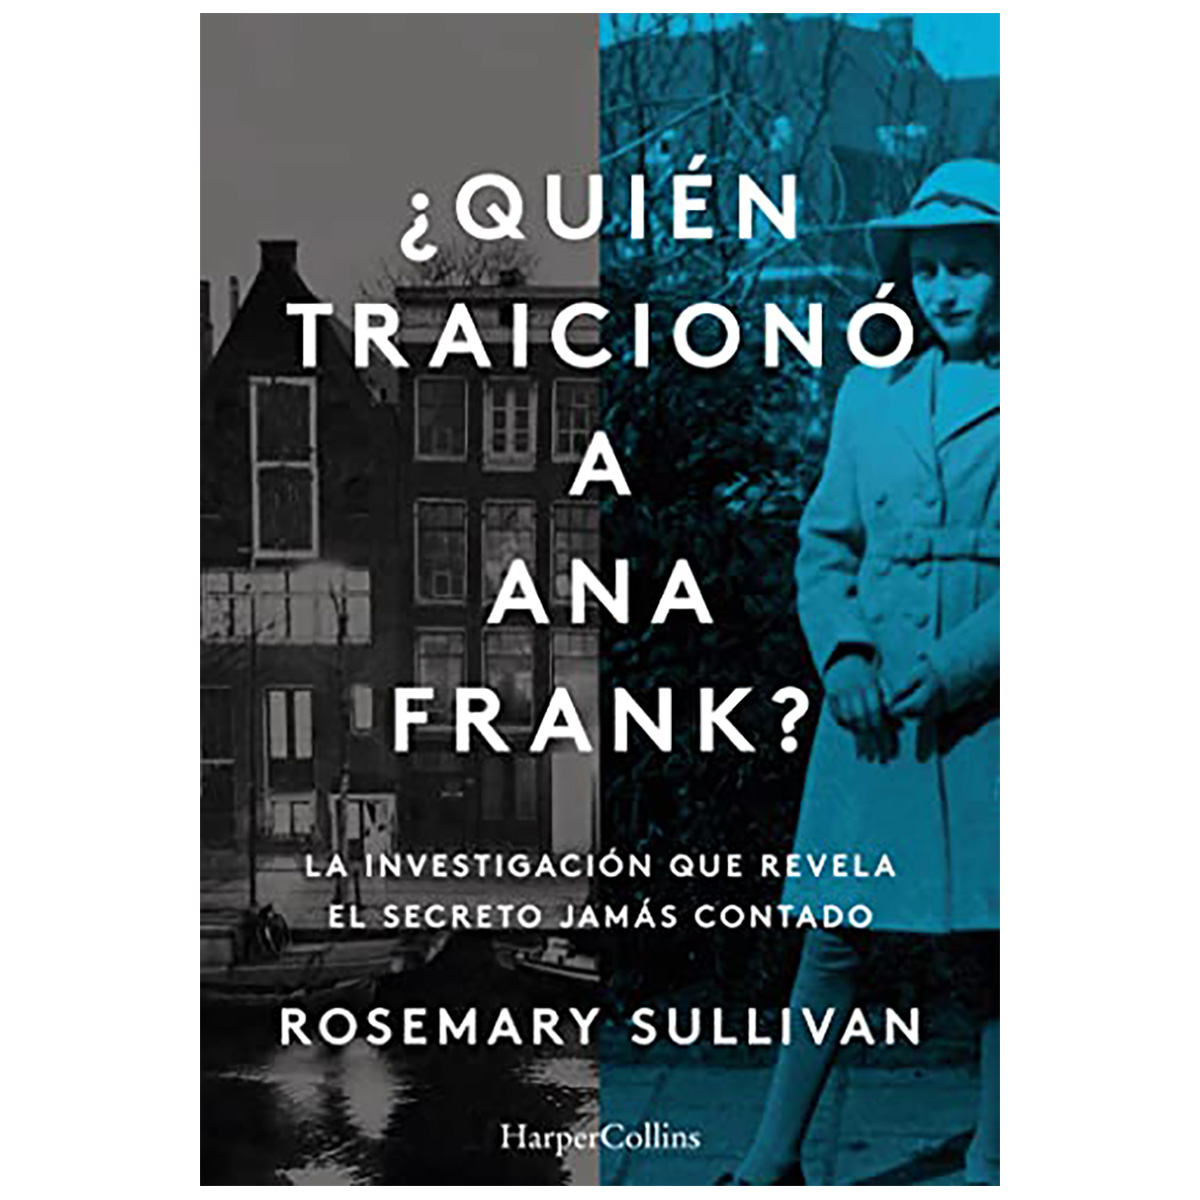 ¿QUIÉN
TRAICIONÓ
A
ANA
FRANK?
LA INVESTIGACIÓN QUE REVELA
EL SECRETO JAMÁS CONTADO
ROSEMARY SULLIVAN
HarperCollins